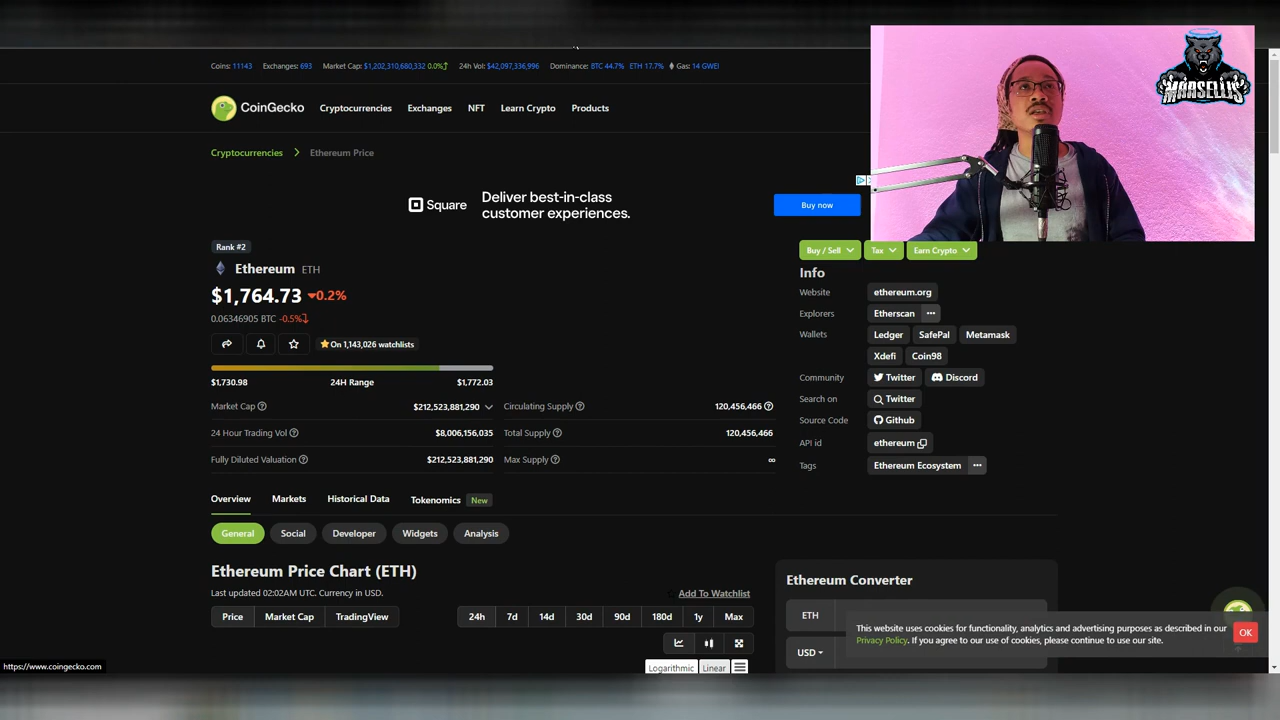 Coins: 11143 Exchanges: 693 Market Cap: $1,202,310,680,332 0.0% 24h Vol: $42,097,336,996 Dominance: BTC 44.7% ETH 17.7% Gas: 14 GWEI
MARSELLIS
CoinGecko Cryptocurrencies Exchanges NFT Learn Crypto Products
Cryptocurrencies Ethereum Price
Square
Deliver best-in-class
customer experiences.
Buy now
Rank #2
Ethereum ETH
$1,764.73 0.2%
0.06346905 BTC -0.5%
On 1,143,026 watchlists
$1,730.98 24H Range $1,772.03
Market Cap $212,523,881,290
24 Hour Trading Vol $8,006,156,035
Fully Diluted Valuation $212,523,881,290
Circulating Supply 120,456,466
Total Supply 120,456,466
Max Supply ∞
Buy / Sell Tax Earn Crypto
Info
Website ethereum.org
Explorers Etherscan
Wallets Ledger SafePal Metamask
Xdefi Coin98
Community Twitter Discord
Search on Twitter
Source Code Github
API id ethereum
Tags Ethereum Ecosystem
Overview Markets Historical Data Tokenomics New
General Social Developer Widgets Analysis
Ethereum Price Chart (ETH)
Last updated 02:02AM UTC. Currency in USD.
Add To Watchlist
Price Market Cap TradingView 24h 7d 14d 30d 90d 180d 1y Max
Logarithmic Linear
Ethereum Converter
ETH
USD
This website uses cookies for functionality, analytics and advertising purposes as described in our
Privacy Policy. If you agree to our use of cookies, please continue to use our site.
OK
https://www.coingecko.com